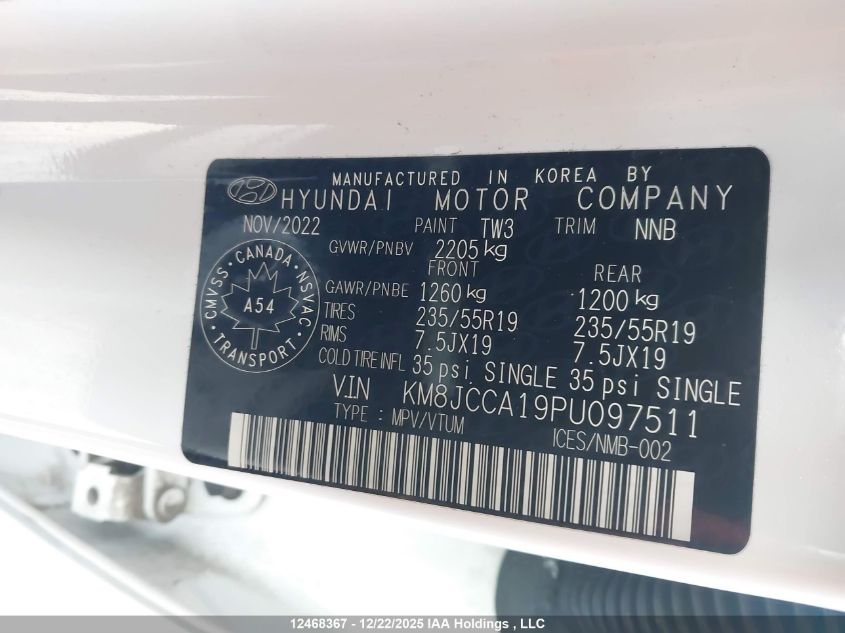 MANUFACTURED IN KOREA BY
HYUNDAI MOTOR COMPANY
NOV/2022 PAINT TW3 TRIM NNB
GVWR/PNBV 2205 kg
FRONT REAR
GAWR/PNBE 1260 kg 1200 kg
TIRES 235/55R19 235/55R19
RIMS 7.5JX19 7.5JX19
COLD TIRE INFL 35 psi SINGLE 35 psi SINGLE
VIN KM8JCCA19PU097511
TYPE : MPV/VTUM ICES/NMB-002
CMVSS · CANADA · NSVAC
A54
· TRANSPORT ·
12468367 - 12/22/2025 IAA Holdings , LLC